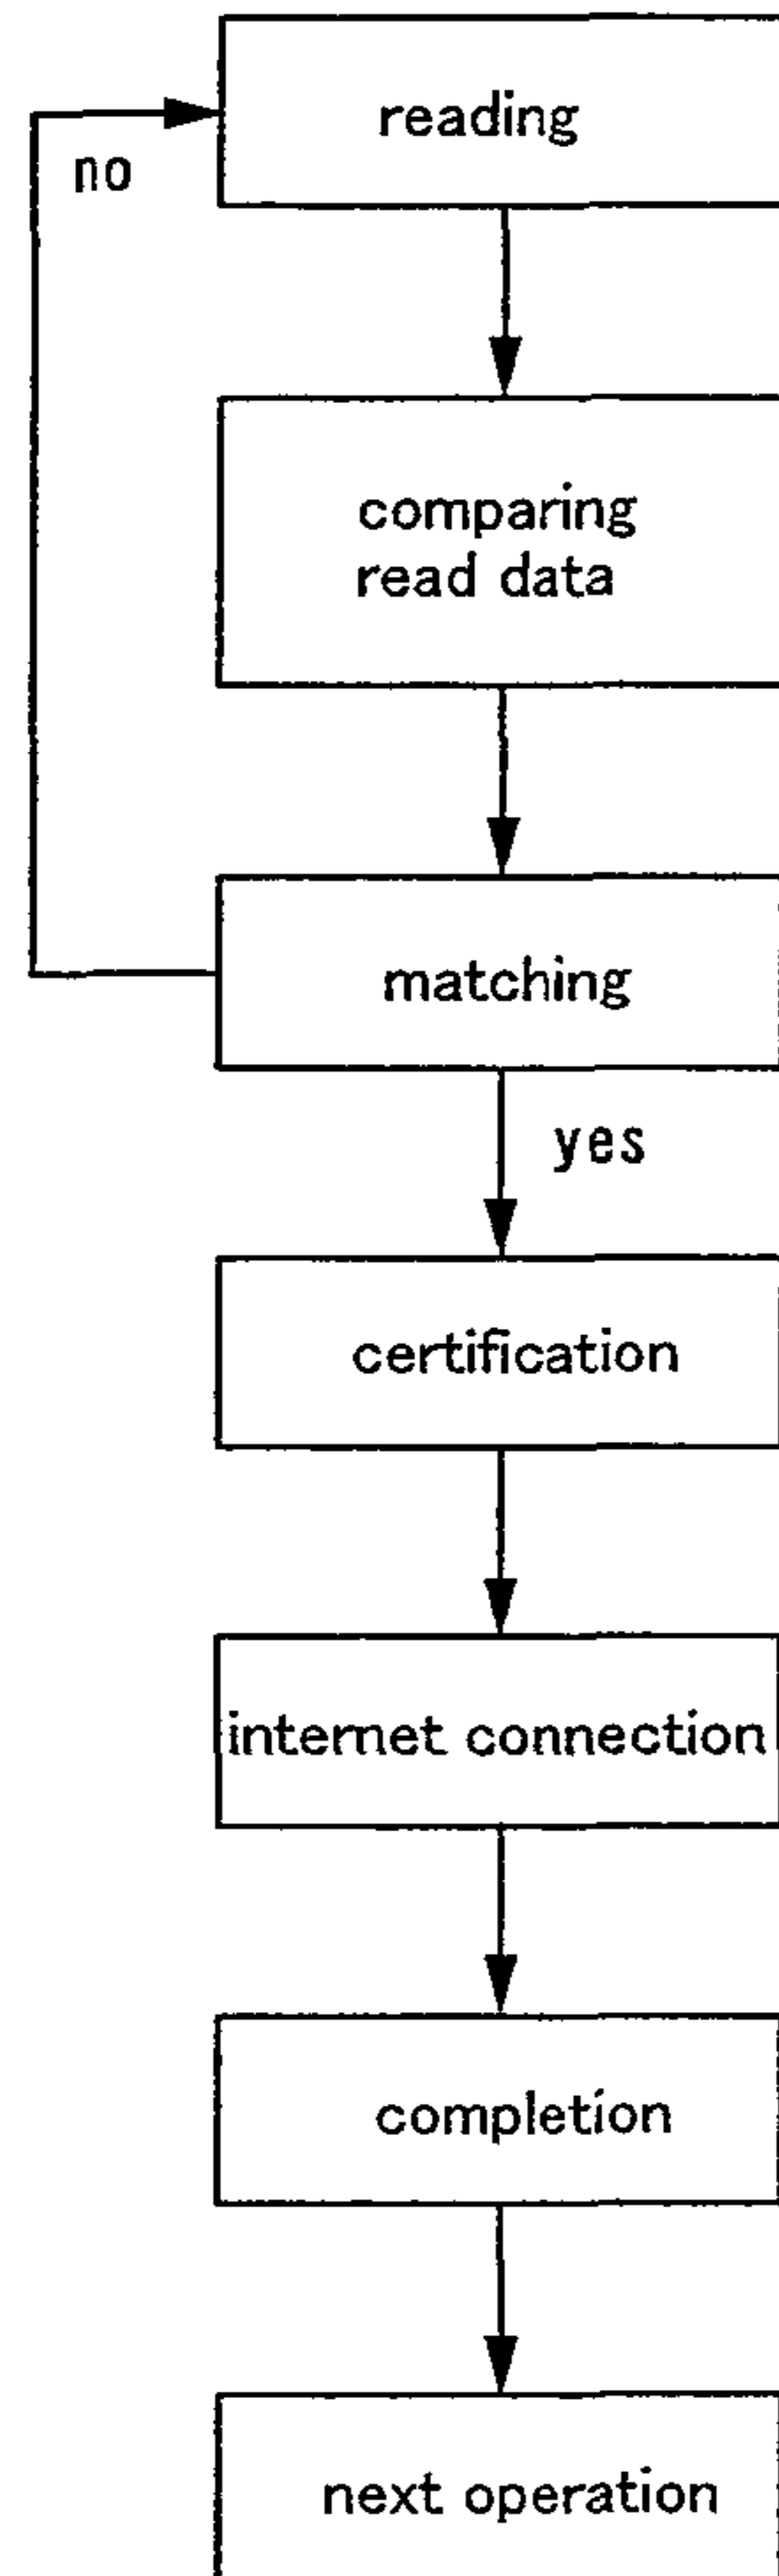 reading
no
comparing
read data
matching
yes
certification
internet connection
completion
next operation